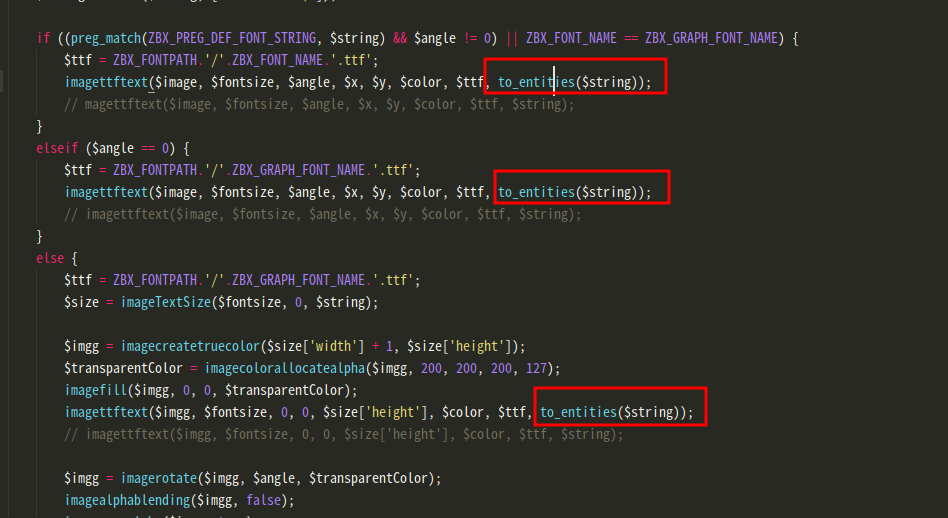 if ((preg_match(ZBX_PREG_DEF_FONT_STRING, $string) && $angle != 0) || ZBX_FONT_NAME == ZBX_GRAPH_FONT_NAME) {
$ttf = ZBX_FONTPATH.'/'.ZBX_FONT_NAME.'.ttf';
imagettftext($image, $fontsize, $angle, $x, $y, $color, $ttf, to_entities($string));
// magettftext($image, $fontsize, $angle, $x, $y, $color, $ttf, $string);
}
elseif ($angle == 0) {
$ttf = ZBX_FONTPATH.'/'.ZBX_GRAPH_FONT_NAME.'.ttf';
imagettftext($image, $fontsize, $angle, $x, $y, $color, $ttf, to_entities($string));
// imagettftext($image, $fontsize, $angle, $x, $y, $color, $ttf, $string);
}
else {
$ttf = ZBX_FONTPATH.'/'.ZBX_GRAPH_FONT_NAME.'.ttf';
$size = imageTextSize($fontsize, 0, $string);
$imgg = imagecreatetruecolor($size['width'] + 1, $size['height']);
$transparentColor = imagecolorallocatealpha($imgg, 200, 200, 200, 127);
imagefill($imgg, 0, 0, $transparentColor);
imagettftext($imgg, $fontsize, 0, 0, $size['height'], $color, $ttf, to_entities($string));
// imagettftext($imgg, $fontsize, 0, 0, $size['height'], $color, $ttf, $string);
$imgg = imagerotate($imgg, $angle, $transparentColor);
imagealphablending($imgg, false);